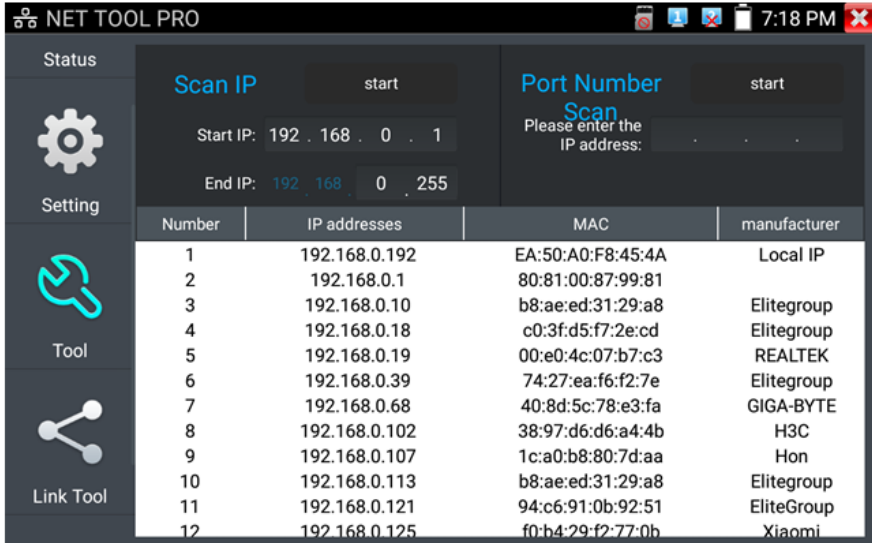 NET TOOL PRO 1 2 7:18 PM
Status
Setting
Tool
Link Tool
Scan IP start
Start IP: 192 . 168 . 0 . 1
End IP: 192 . 168 . 0 . 255
Port Number Scan start
Please enter the IP address: . . .
Number IP addresses MAC manufacturer
1 192.168.0.192 EA:50:A0:F8:45:4A Local IP
2 192.168.0.1 80:81:00:87:99:81
3 192.168.0.10 b8:ae:ed:31:29:a8 Elitegroup
4 192.168.0.18 c0:3f:d5:f7:2e:cd Elitegroup
5 192.168.0.19 00:e0:4c:07:b7:c3 REALTEK
6 192.168.0.39 74:27:ea:f6:f2:7e Elitegroup
7 192.168.0.68 40:8d:5c:78:e3:fa GIGA-BYTE
8 192.168.0.102 38:97:d6:d6:a4:4b H3C
9 192.168.0.107 1c:a0:b8:80:7d:aa Hon
10 192.168.0.113 b8:ae:ed:31:29:a8 Elitegroup
11 192.168.0.121 94:c6:91:0b:92:51 EliteGroup
12 192.168.0.125 f0:b4:29:f2:77:0b Xiaomi